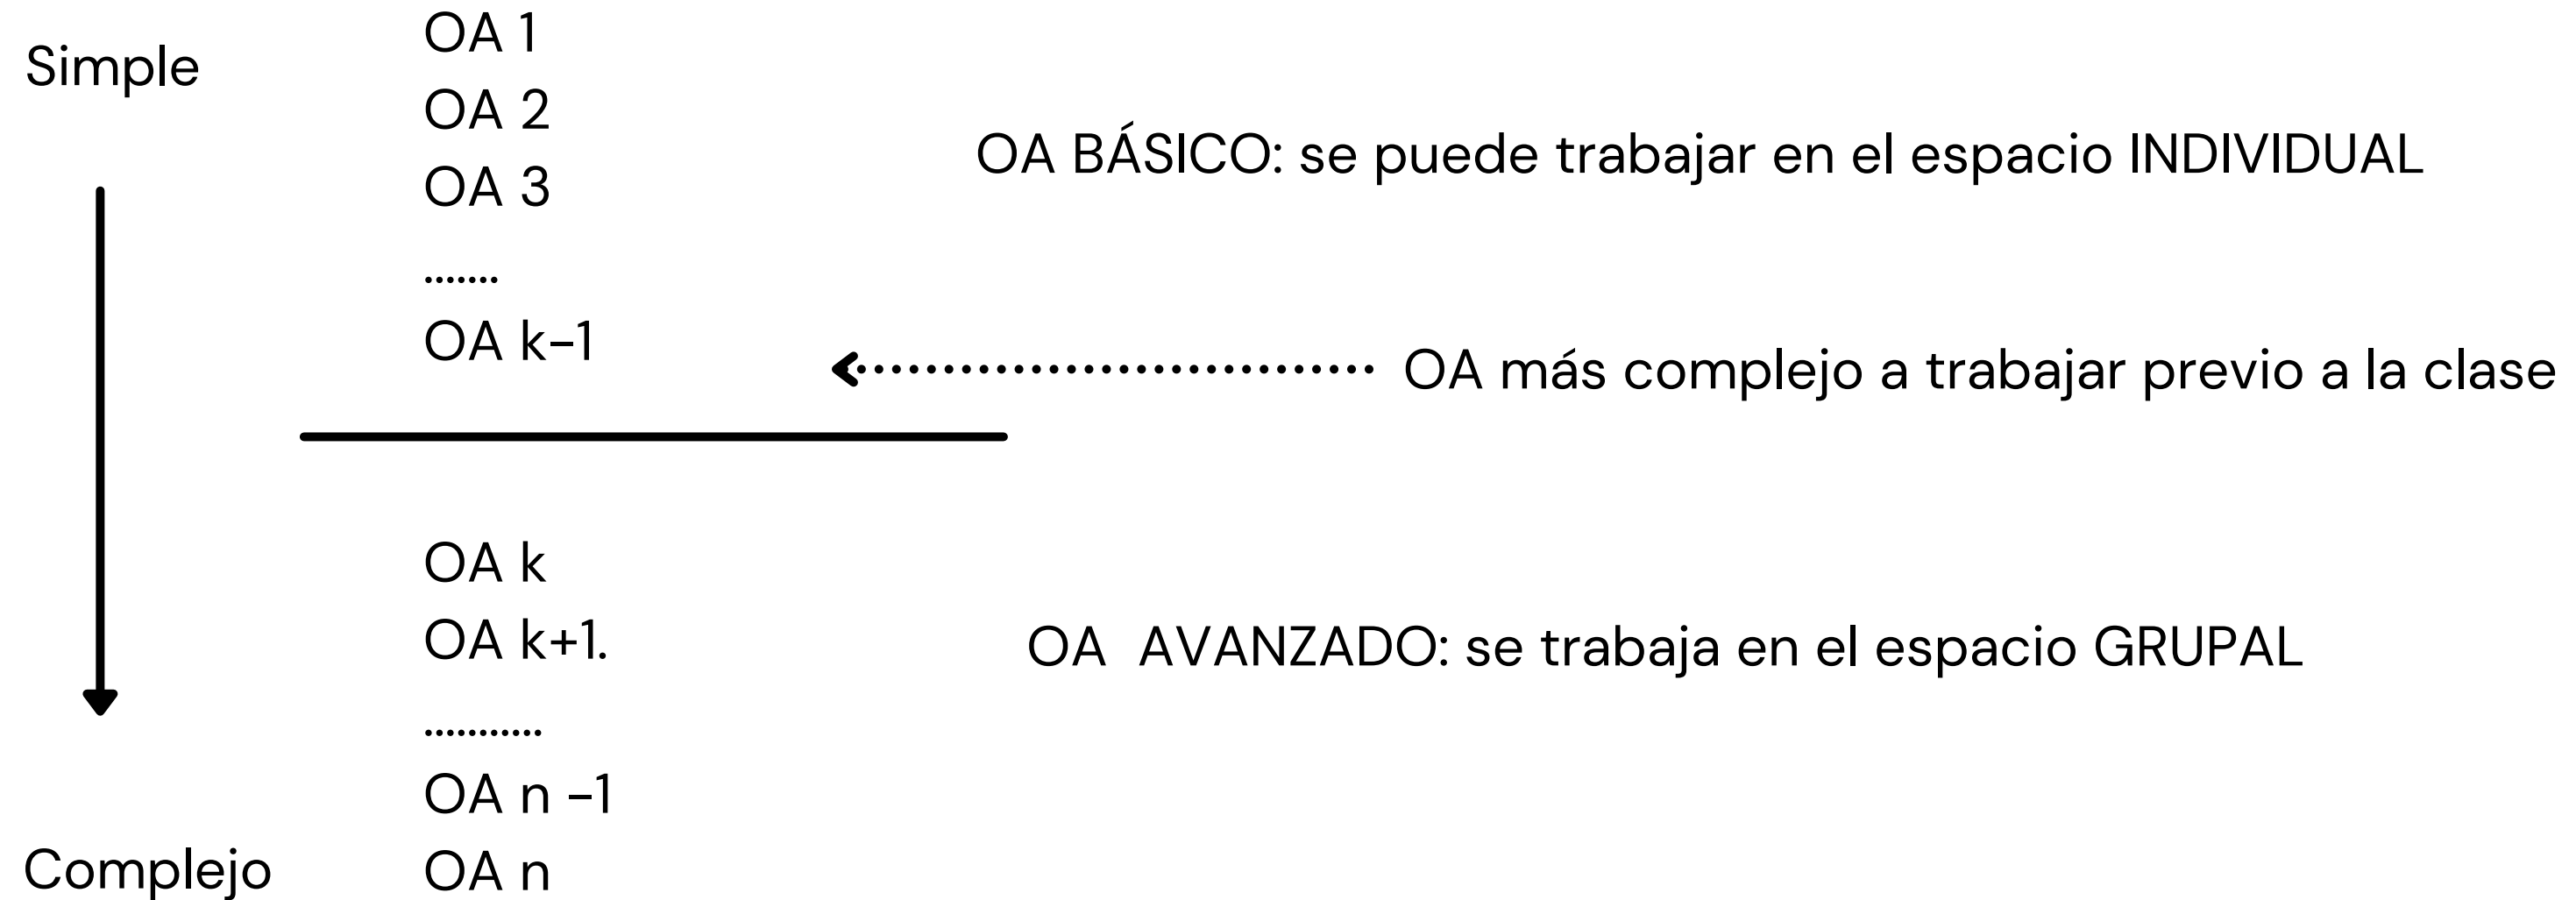 Simple
OA 1
OA 2
OA 3
.......
OA k-1
OA BÁSICO: se puede trabajar en el espacio INDIVIDUAL
OA más complejo a trabajar previo a la clase
OA k
OA k+1.
...........
OA n -1
OA n
OA AVANZADO: se trabaja en el espacio GRUPAL
Complejo